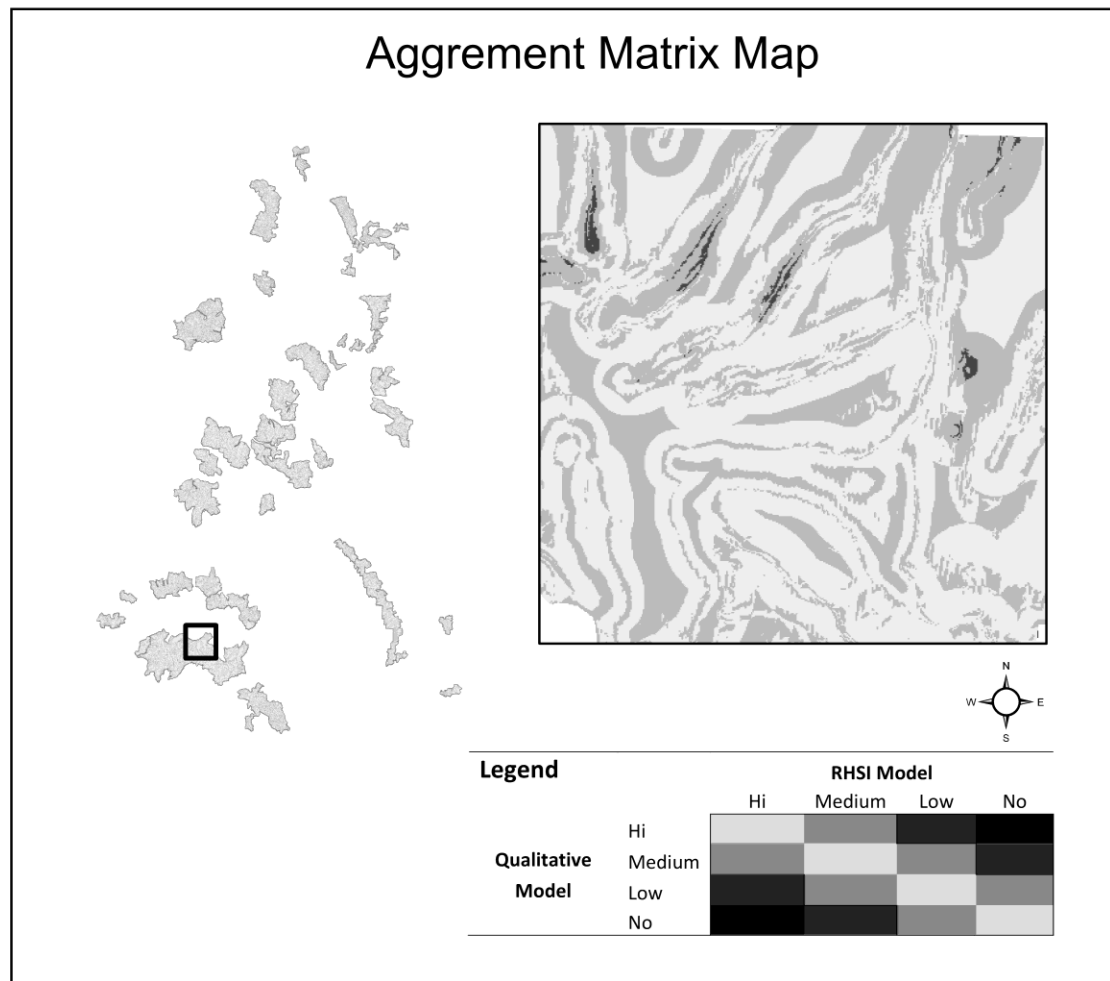 Aggrement Matrix Map
N
W E
S
Legend
RHSI Model
Hi Medium Low No
Hi
Qualitative
Medium
Model
Low
No